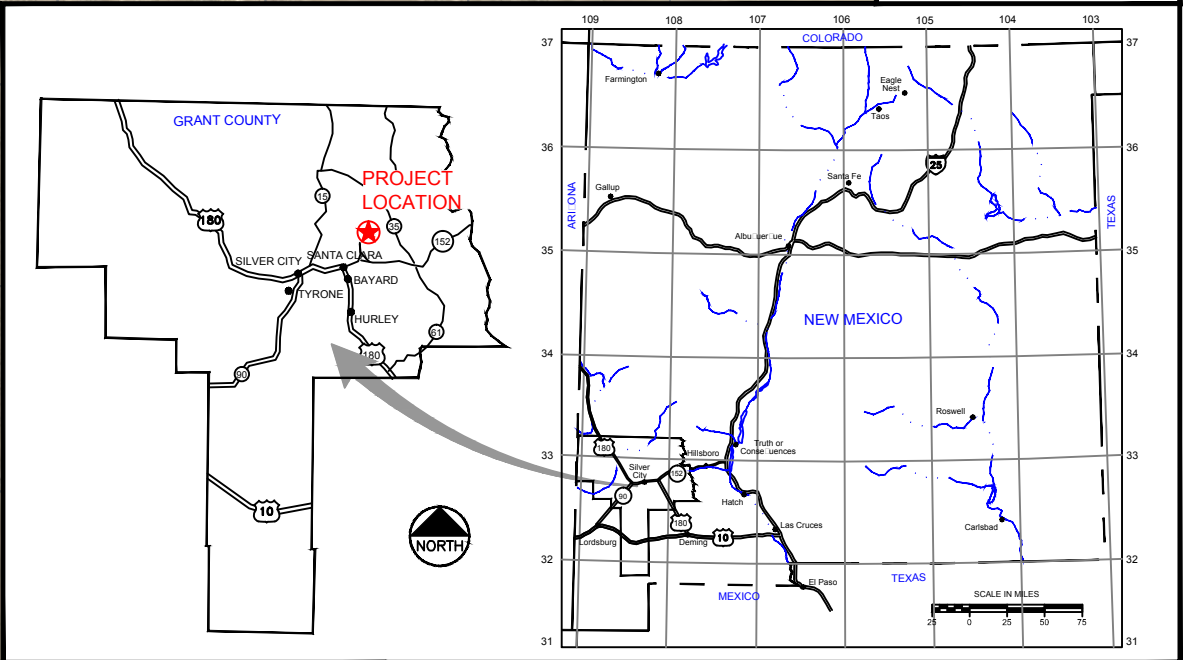 GRANT COUNTY
PROJECT
LOCATION
15
180
35
152
SILVER CITY
SANTA CLARA
BAYARD
TYRONE
HURLEY
61
180
90
10
NORTH
109 108 107 106 105 104 103
37 COLORADO 37
Farmington
Eagle
Nest
Taos
36 36
25
Santa Fe
Gallup
TEXAS
35 35
NEW MEXICO
34 34
Roswell
Truth or
180
33 Hillsboro 33
Silver
City
152
90
Hatch
Carlsbad
180
Las Cruces
Lordsburg
Deming
10
32 32
TEXAS
El Paso
MEXICO
SCALE IN MILES
25 0 25 50 75
31 31